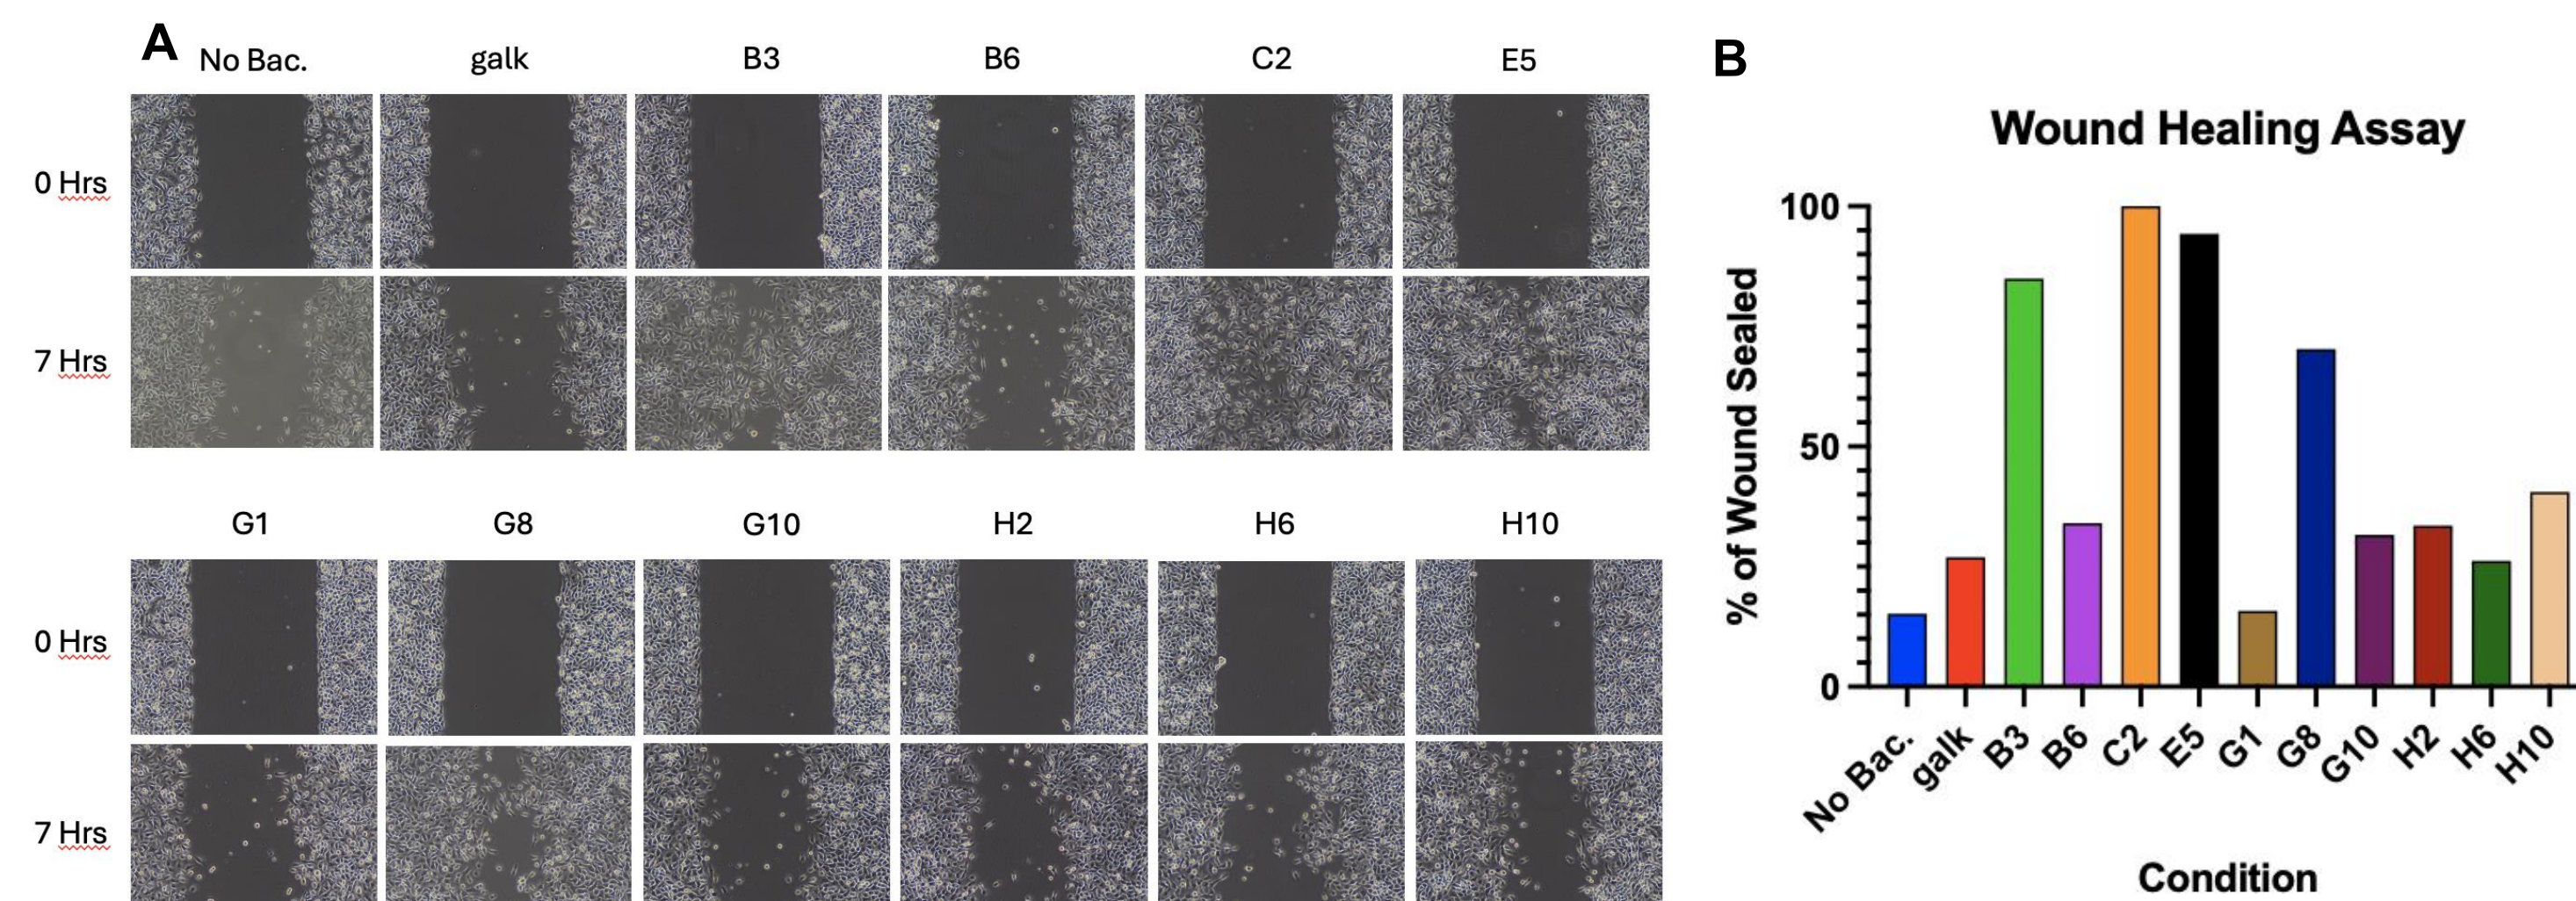 A
No Bac. galk B3 B6 C2 E5
0 Hrs
7 Hrs
G1 G8 G10 H2 H6 H10
0 Hrs
7 Hrs
B
Wound Healing Assay
% of Wound Sealed
100
50
0
No Bac. galk B3 B6 C2 E5 G1 G8 G10 H2 H6 H10
Condition